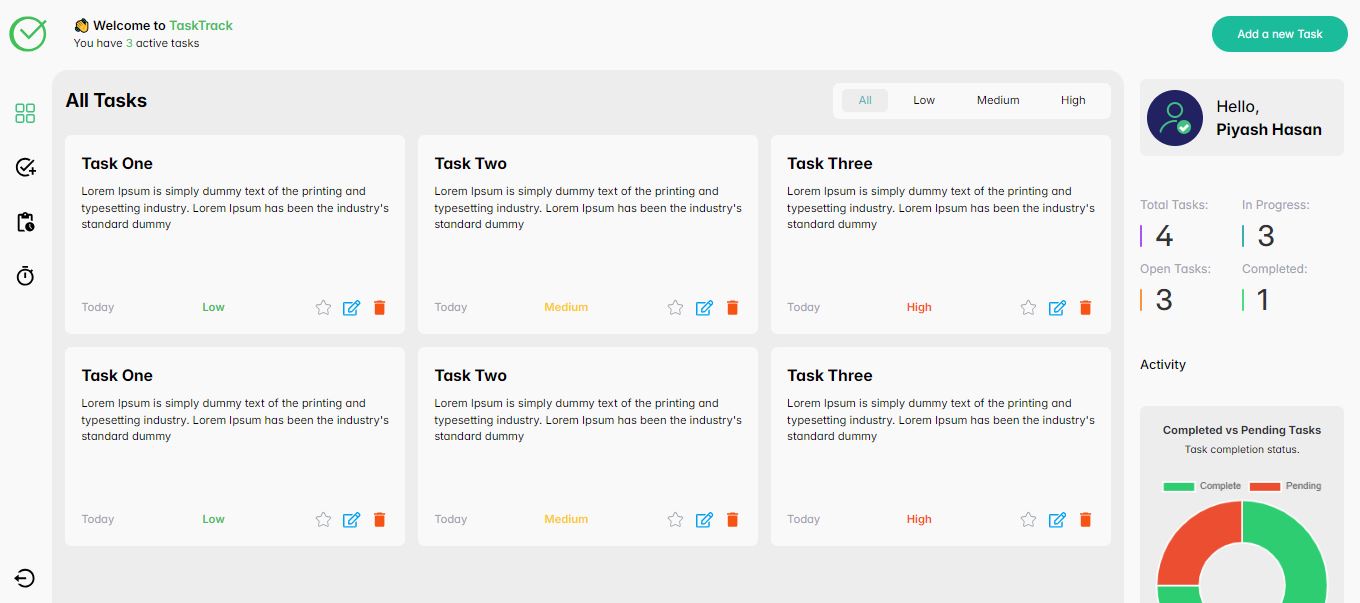 Welcome to TaskTrack
You have 3 active tasks
Add a new Task
All Tasks
All Low Medium High
Task One
Lorem Ipsum is simply dummy text of the printing and
typesetting industry. Lorem Ipsum has been the industry's
standard dummy
Today Low
Task Two
Lorem Ipsum is simply dummy text of the printing and
typesetting industry. Lorem Ipsum has been the industry's
standard dummy
Today Medium
Task Three
Lorem Ipsum is simply dummy text of the printing and
typesetting industry. Lorem Ipsum has been the industry's
standard dummy
Today High
Task One
Lorem Ipsum is simply dummy text of the printing and
typesetting industry. Lorem Ipsum has been the industry's
standard dummy
Today Low
Task Two
Lorem Ipsum is simply dummy text of the printing and
typesetting industry. Lorem Ipsum has been the industry's
standard dummy
Today Medium
Task Three
Lorem Ipsum is simply dummy text of the printing and
typesetting industry. Lorem Ipsum has been the industry's
standard dummy
Today High
Hello,
Piyash Hasan
Total Tasks: In Progress:
4 3
Open Tasks: Completed:
3 1
Activity
Completed vs Pending Tasks
Task completion status.
Complete Pending